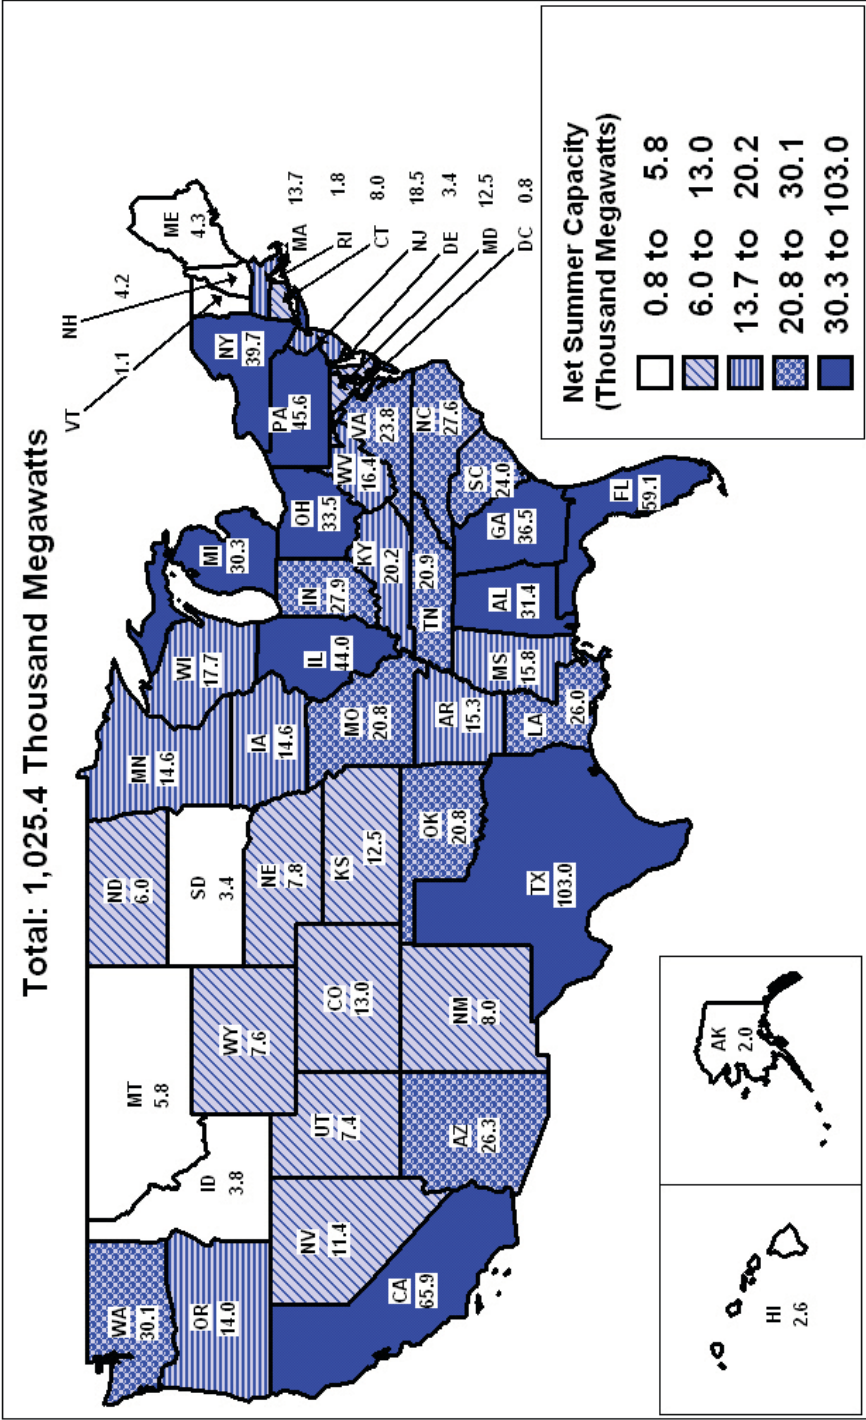 Total: 1,025.4 Thousand Megawatts
WA
30.1
OR
14.0
CA
65.9
NV
11.4
ID
3.8
MT
5.8
WY
7.6
UT
7.4
AZ
26.3
CO
13.0
NM
8.0
ND
6.0
SD
3.4
NE
7.8
KS
12.5
OK
20.8
TX
103.0
MN
14.6
IA
14.6
MO
20.8
AR
15.3
LA
26.0
WI
17.7
IL
44.0
MS
15.8
MI
30.3
IN
27.9
KY
20.2
TN
20.9
AL
31.4
OH
33.5
WV
16.4
VA
23.8
NC
27.6
SC
24.0
GA
36.5
FL
59.1
PA
45.6
NY
39.7
VT
1.1
NH
4.2
ME
4.3
MA 13.7
RI 1.8
CT 8.0
NJ 18.5
DE 3.4
MD 12.5
DC 0.8
HI
2.6
AK
2.0
Net Summer Capacity
(Thousand Megawatts)
0.8 to 5.8
6.0 to 13.0
13.7 to 20.2
20.8 to 30.1
30.3 to 103.0